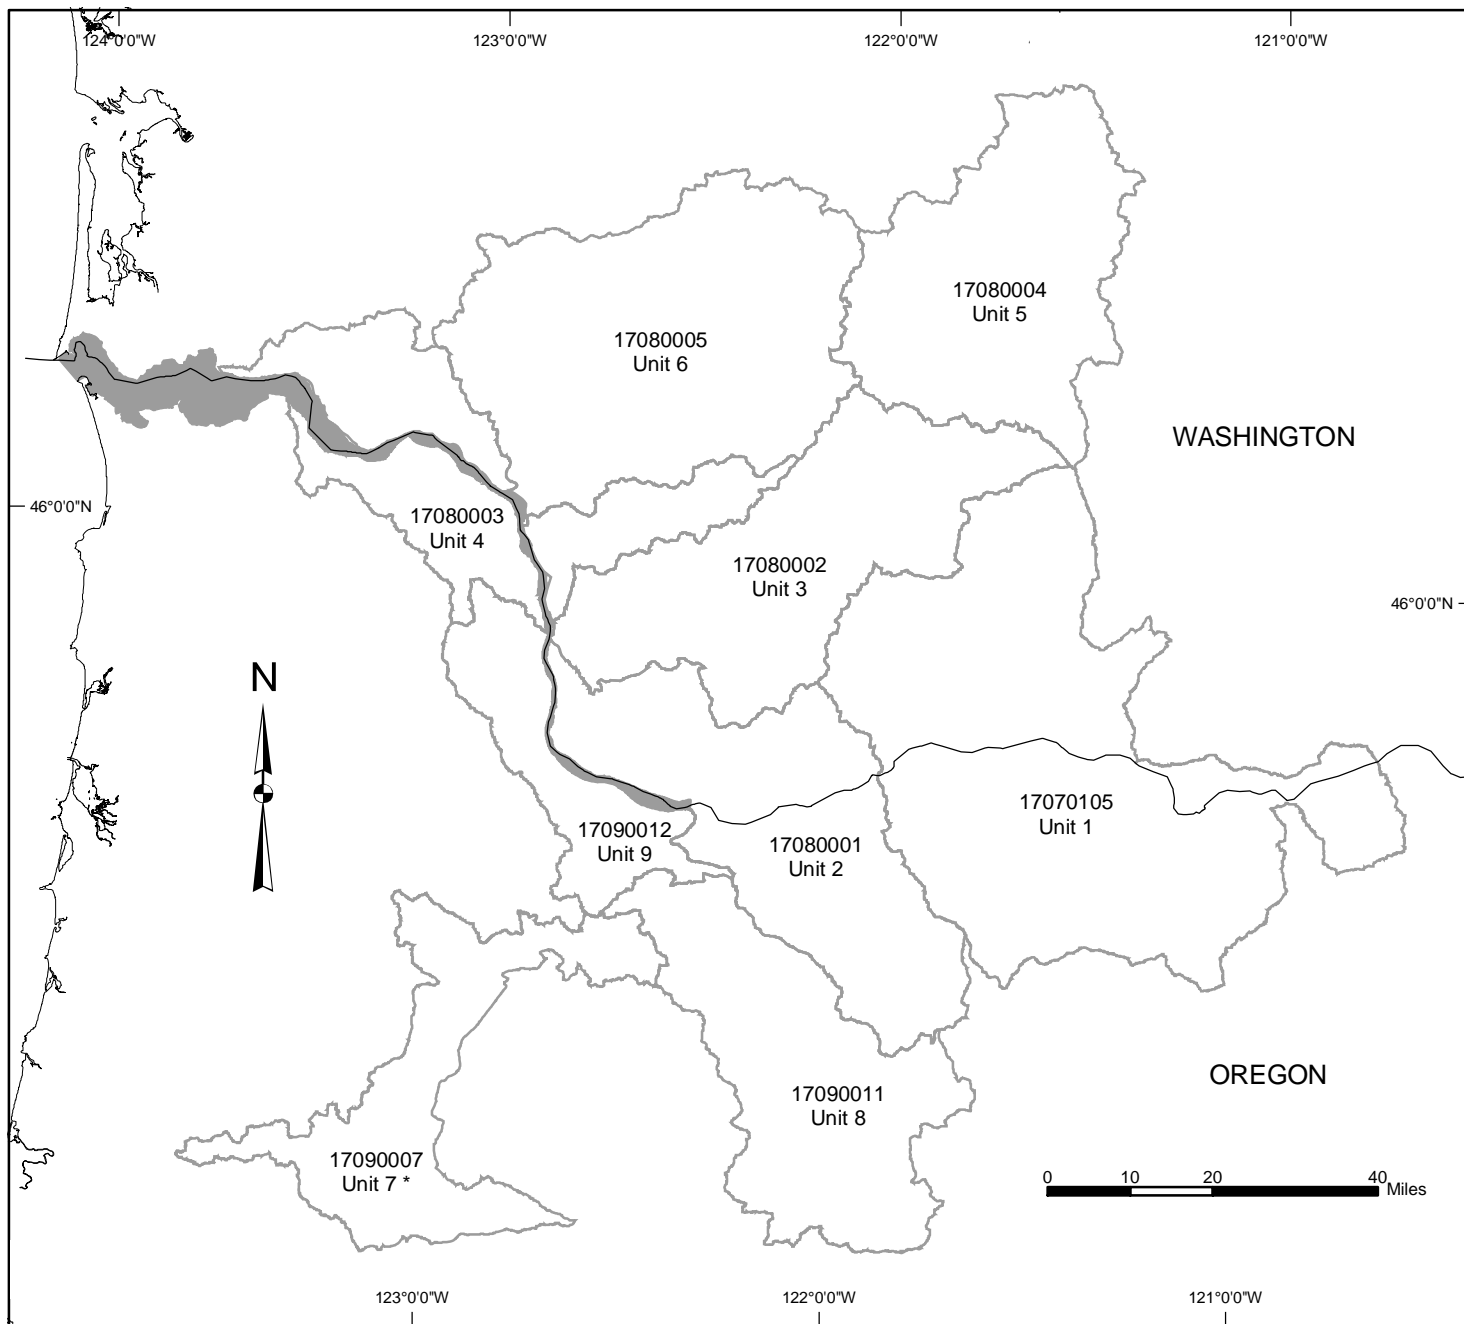 124°0'0"W
123°0'0"W
122°0'0"W
121°0'0"W
17080004
Unit 5
17080005
Unit 6
WASHINGTON
46°0'0"N
17080003
Unit 4
17080002
Unit 3
46°0'0"N
N
17070105
Unit 1
17090012
Unit 9
17080001
Unit 2
OREGON
17090011
Unit 8
17090007
Unit 7 *
0 10 20 40
Miles
123°0'0"W
122°0'0"W
121°0'0"W